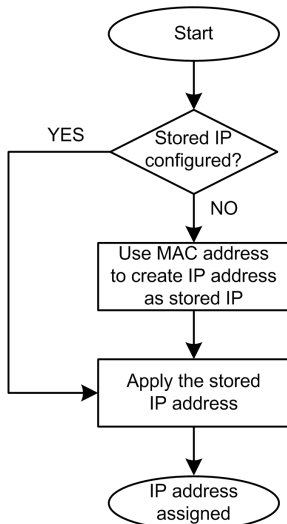 Start
YES
Stored IP
configured?
NO
Use MAC address
to create IP address
as stored IP
Apply the stored
IP address
IP address
assigned